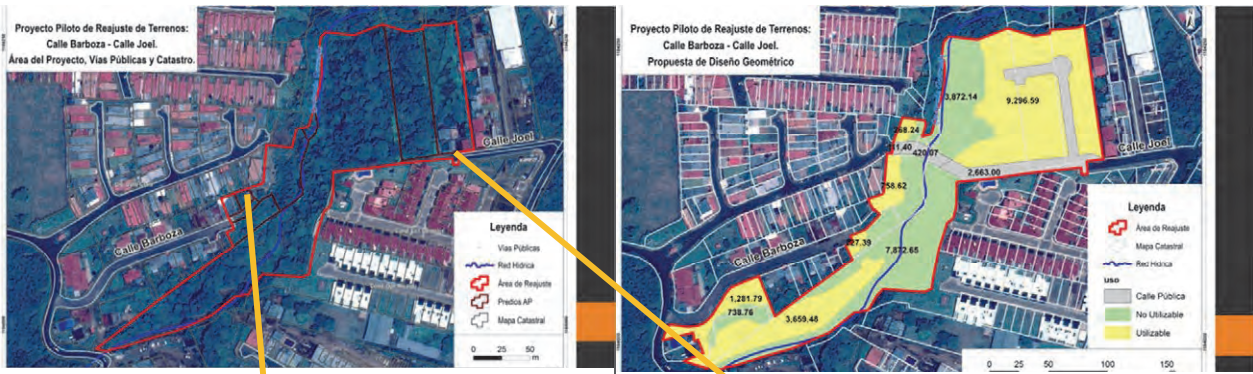 Proyecto Piloto de Reajuste de Terrenos:
Calle Barboza - Calle Joel.
Área del Proyecto, Vias Públicas y Catastro.
Calle Joel
Calle Barboza
Leyenda
Vias Públicas
Red Hídrica
Área de Reajuste
Predios AP
Mapa Catastral
0 25 50
m
Proyecto Piloto de Reajuste de Terrenos:
Calle Barboza - Calle Joel.
Propuesta de Diseño Geométrico
3,872.14
9,296.59
268.24
420.07
Calle Joel
2,663.00
758.62
7,872.65
Calle Barboza
1,281.79
738.76
3,659.48
Leyenda
Área de Reajuste
Mapa Catastral
Red Hídrica
uso
Calle Pública
No Utilizable
Utilizable
0 25 50 100 150